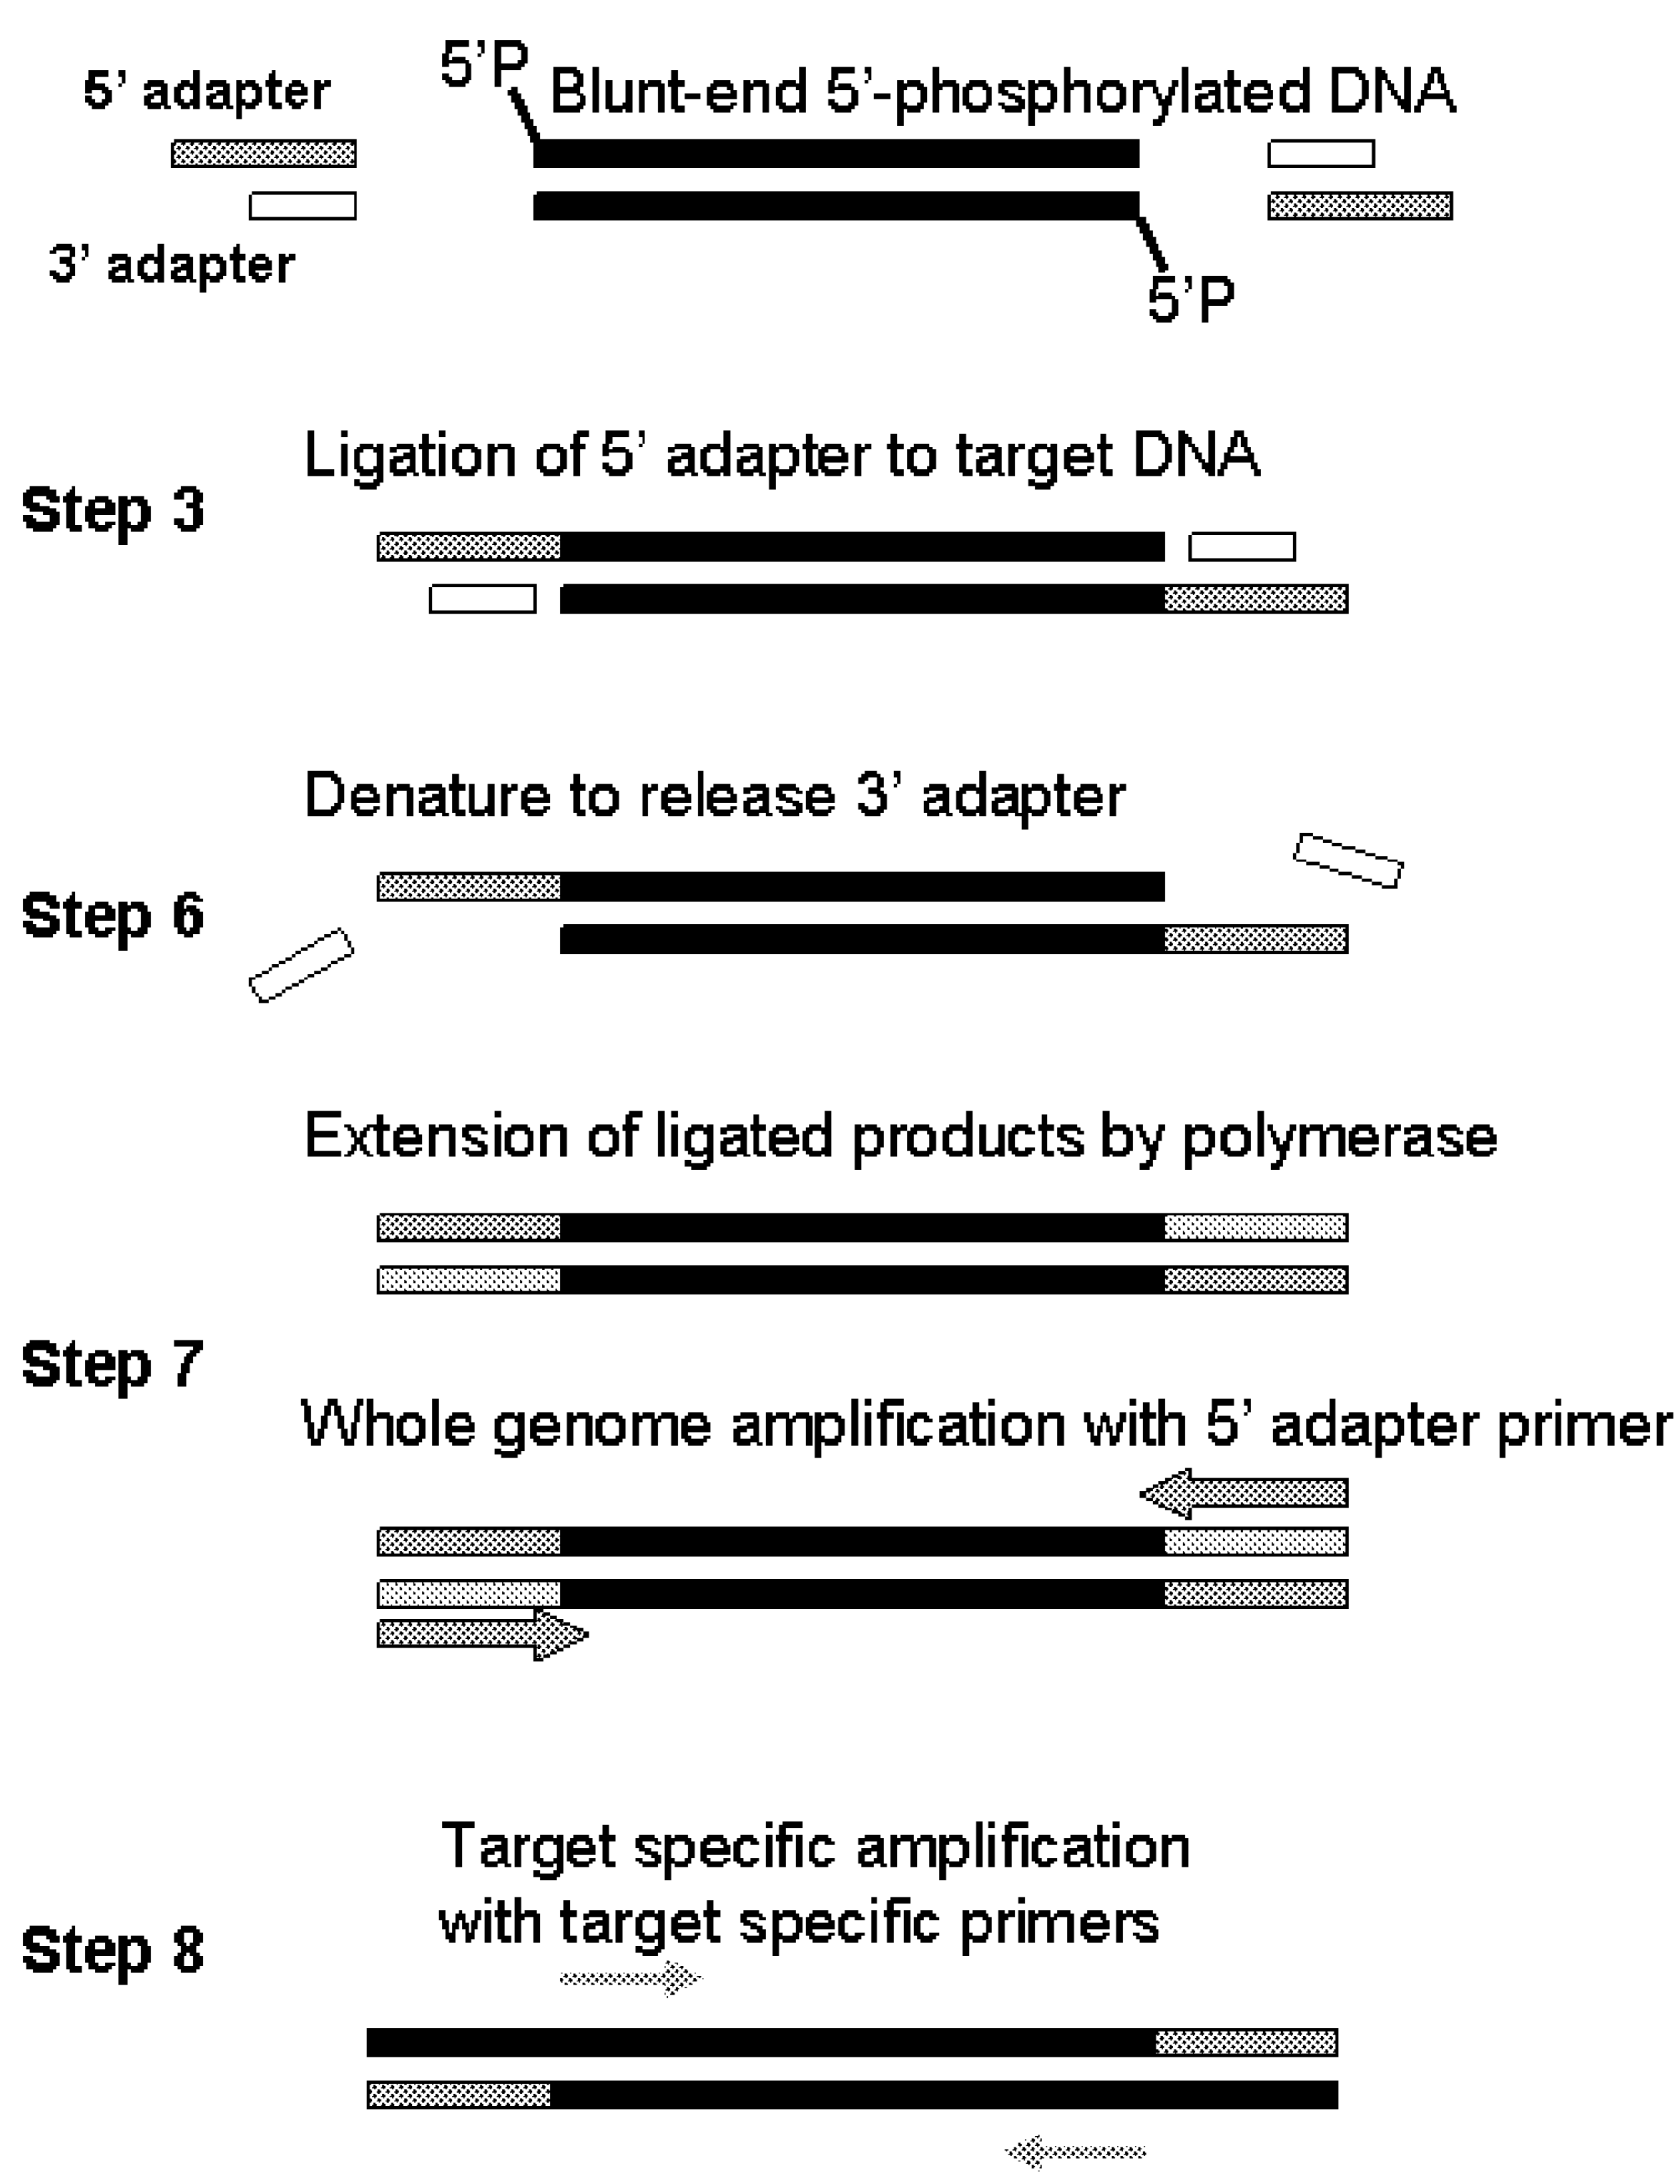 5’ adapter
5’P
Blunt-end 5’-phosphorylated DNA
3’ adapter
5’P
Ligation of 5’ adapter to target DNA
Step 3
Denature to release 3’ adapter
Step 6
Extension of ligated products by polymerase
Step 7
Whole genome amplification with 5’ adapter primer
Target specific amplification
with target specific primers
Step 8